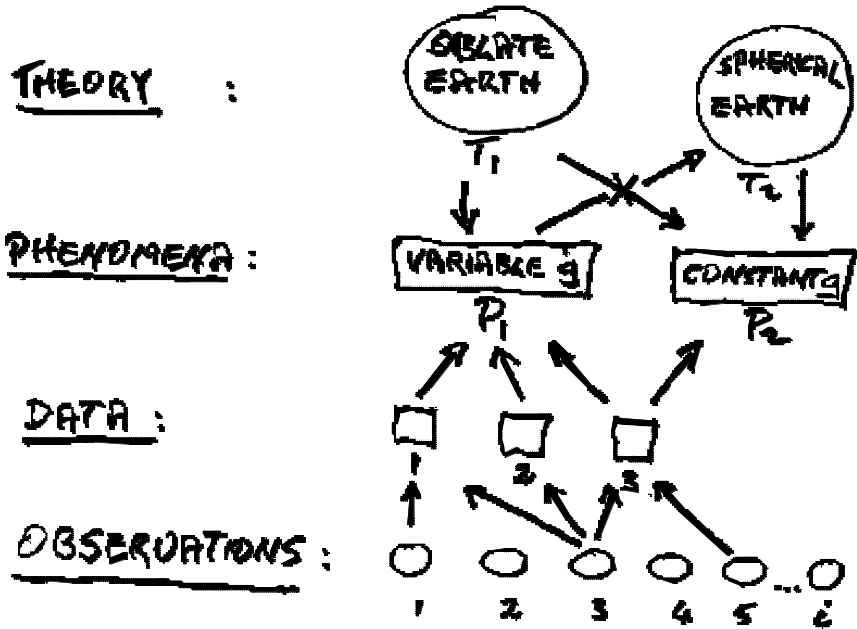 THEORY :
OBLATE
EARTH
SPHERICAL
EARTH
T1
T2
PHENOMENA :
VARIABLE g
CONSTANT g
P1
P2
DATA :
1 2 3
OBSERVATIONS :
...
1 2 3 4 5 i